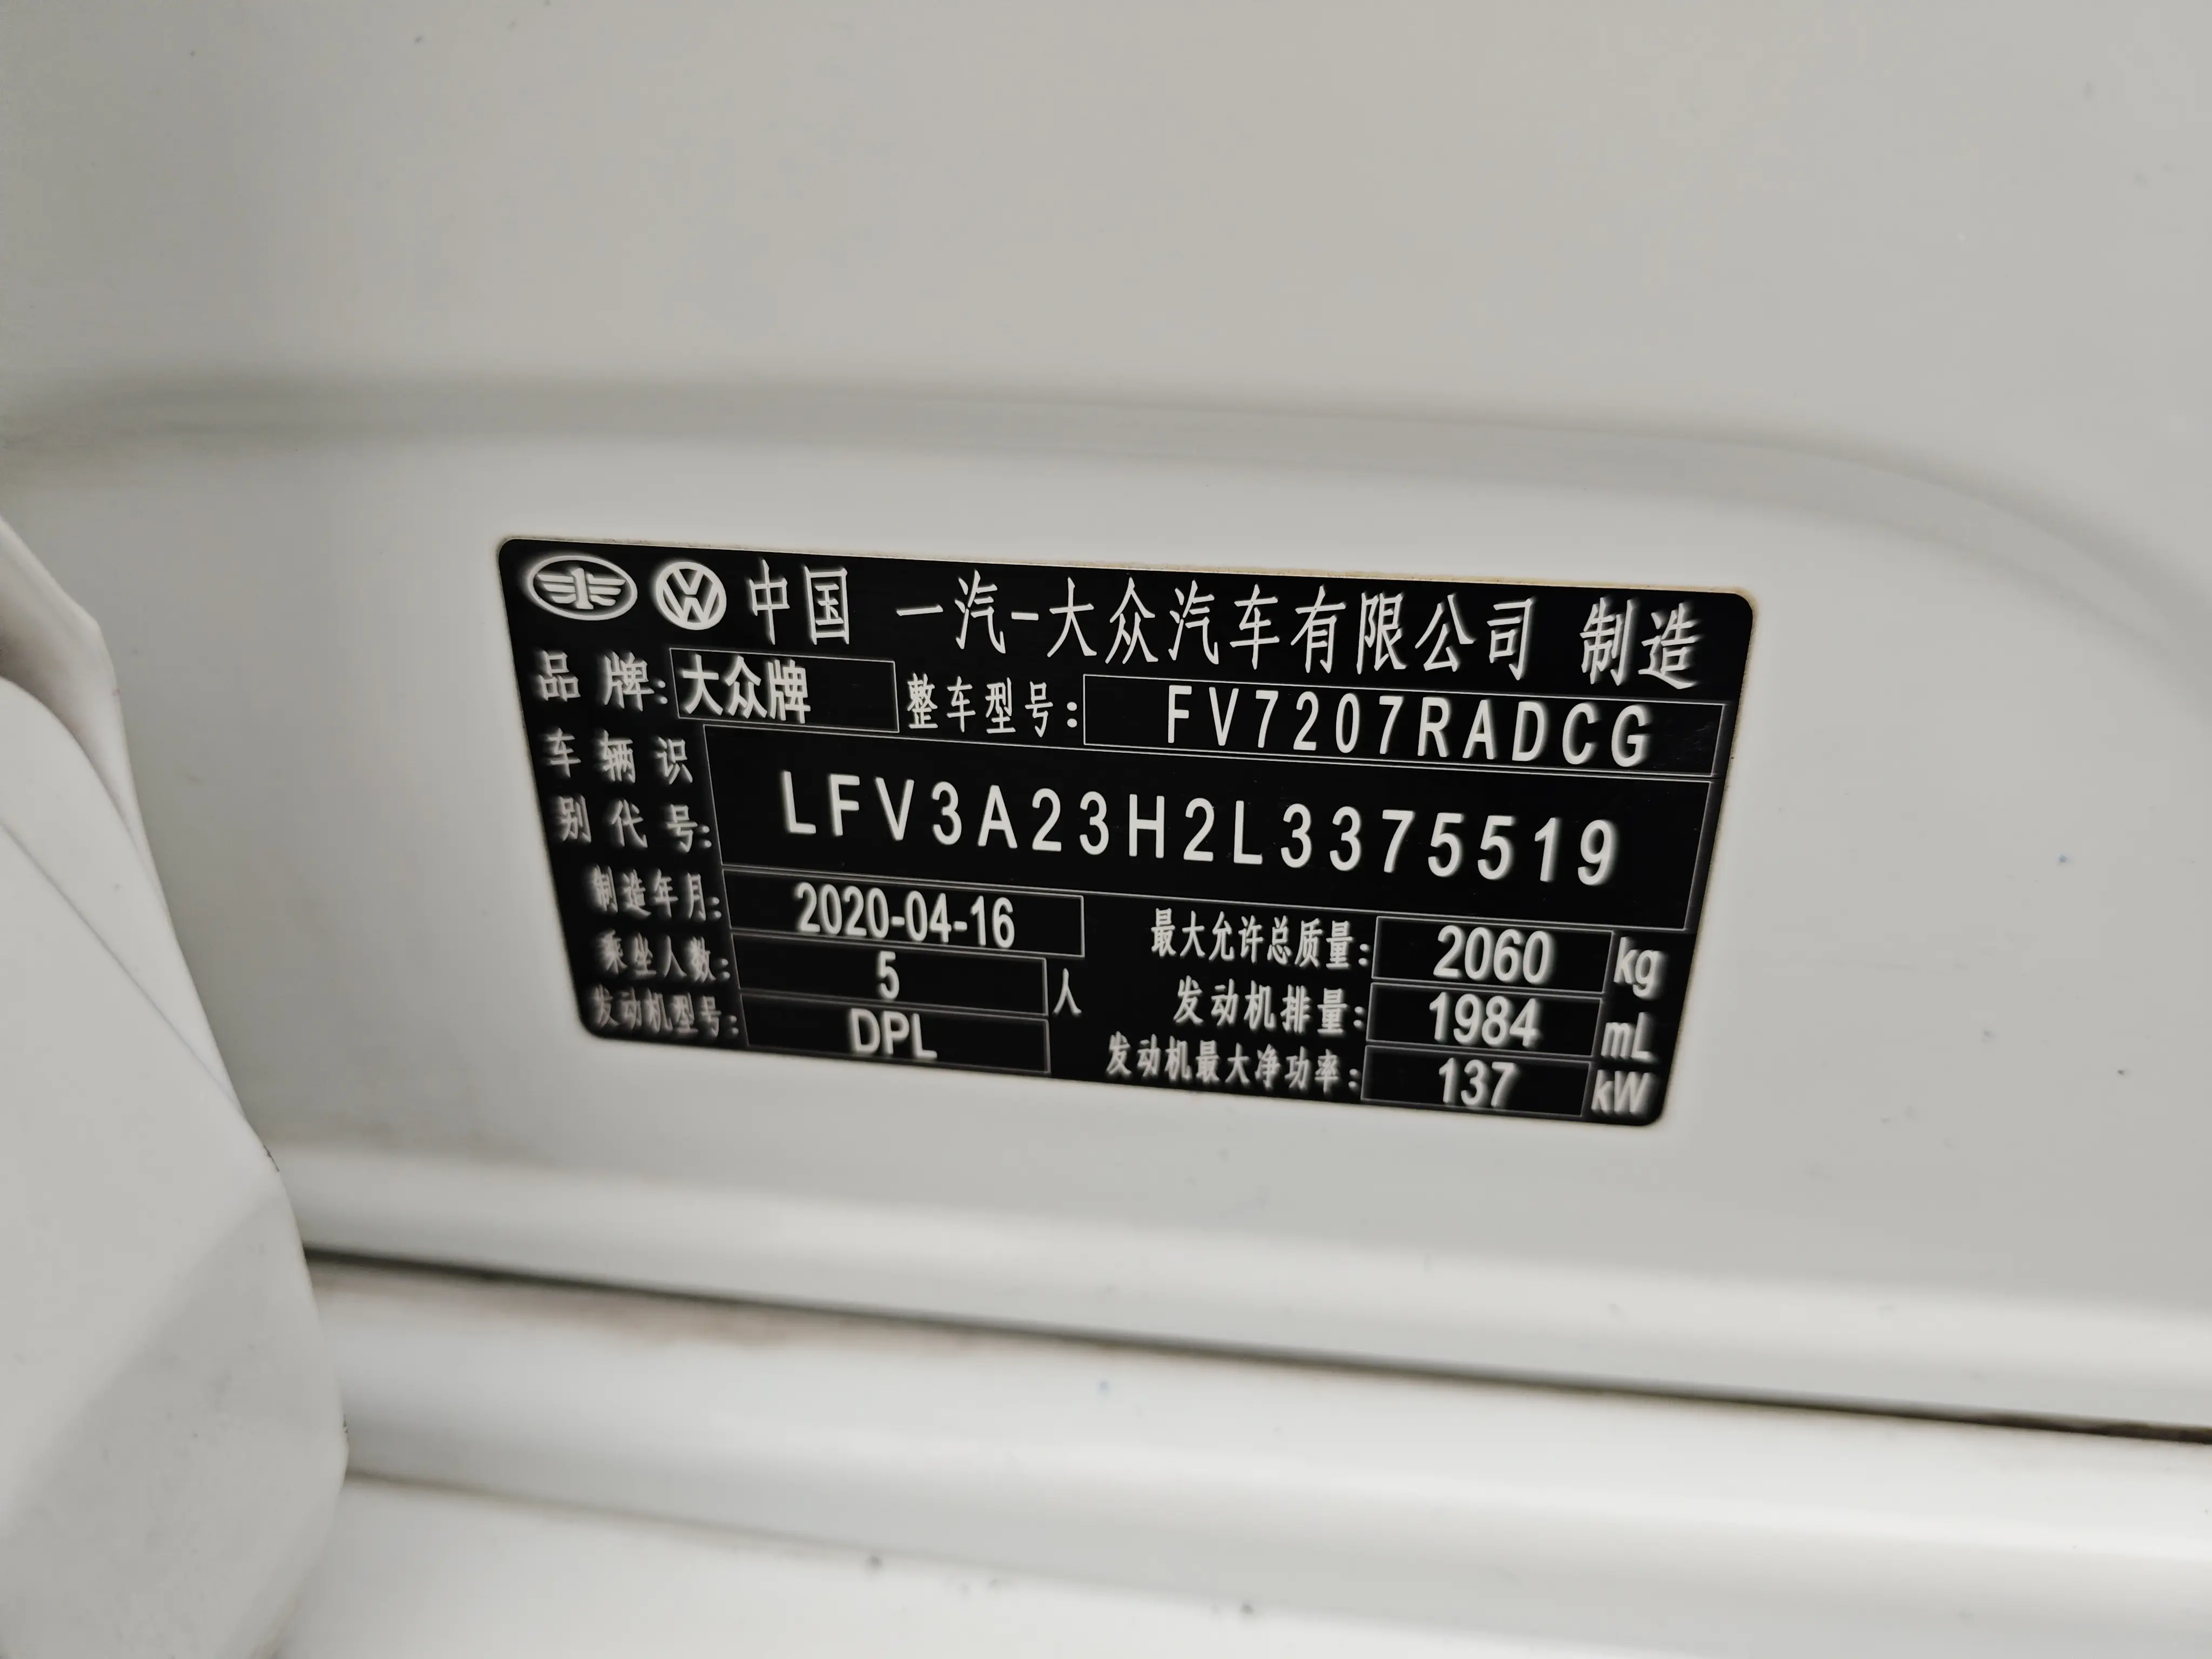 中国 一汽-大众汽车有限公司 制造
品牌: 大众牌 整车型号: FV7207RADCG
车辆识别代号: LFV3A23H2L3375519
制造年月: 2020-04-16 最大允许总质量: 2060 kg
乘坐人数: 5 人 发动机排量: 1984 mL
发动机型号: DPL 发动机最大净功率: 137 kW